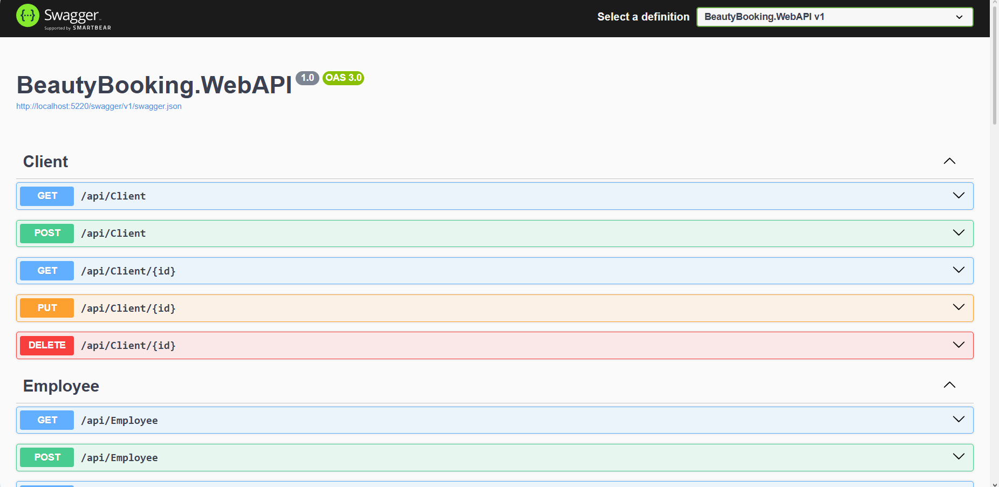 Swagger
Supported by SMARTBEAR
Select a definition
BeautyBooking.WebAPI v1
BeautyBooking.WebAPI 1.0 OAS 3.0
http://localhost:5220/swagger/v1/swagger.json
Client
GET /api/Client
POST /api/Client
GET /api/Client/{id}
PUT /api/Client/{id}
DELETE /api/Client/{id}
Employee
GET /api/Employee
POST /api/Employee